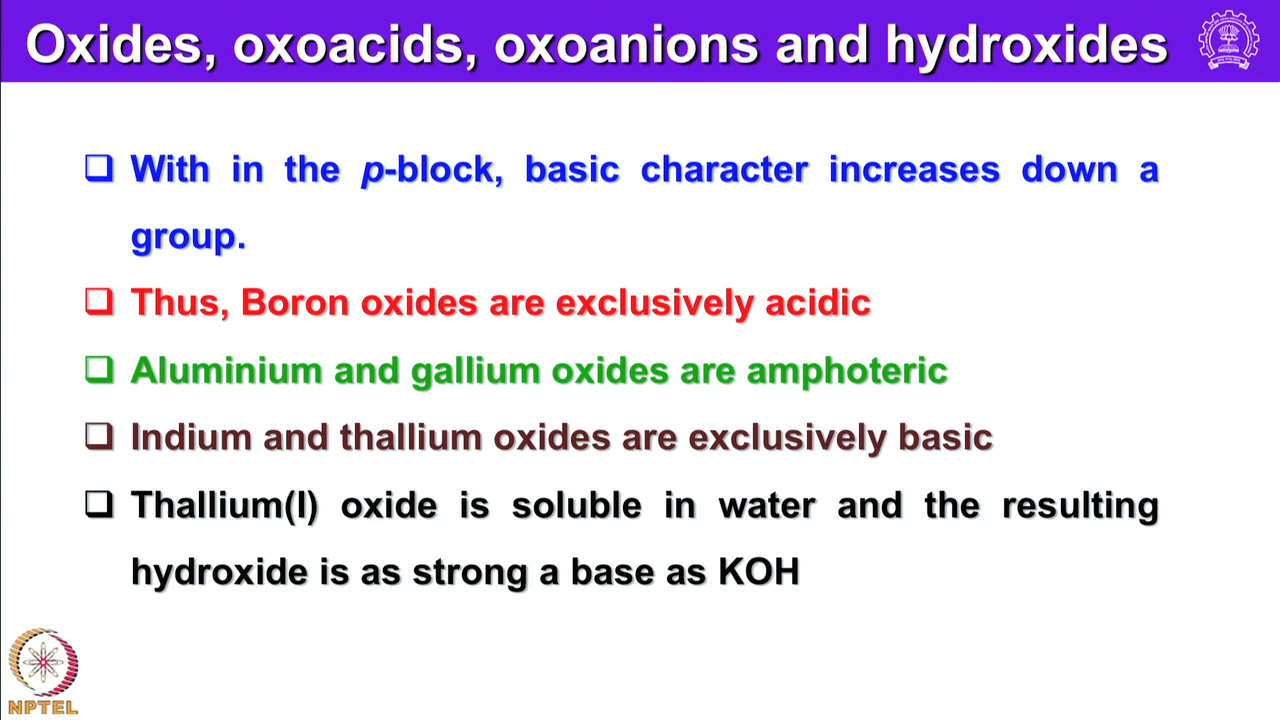 Oxides, oxoacids, oxoanions and hydroxides
With in the p-block, basic character increases down a
group.
Thus, Boron oxides are exclusively acidic
Aluminium and gallium oxides are amphoteric
Indium and thallium oxides are exclusively basic
Thallium(I) oxide is soluble in water and the resulting
hydroxide is as strong a base as KOH
NPTEL